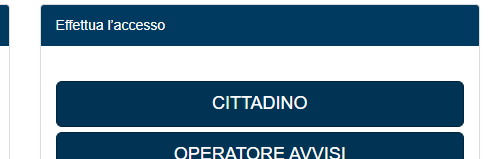 Effettua l'accesso
CITTADINO
OPERATORE AVVISI